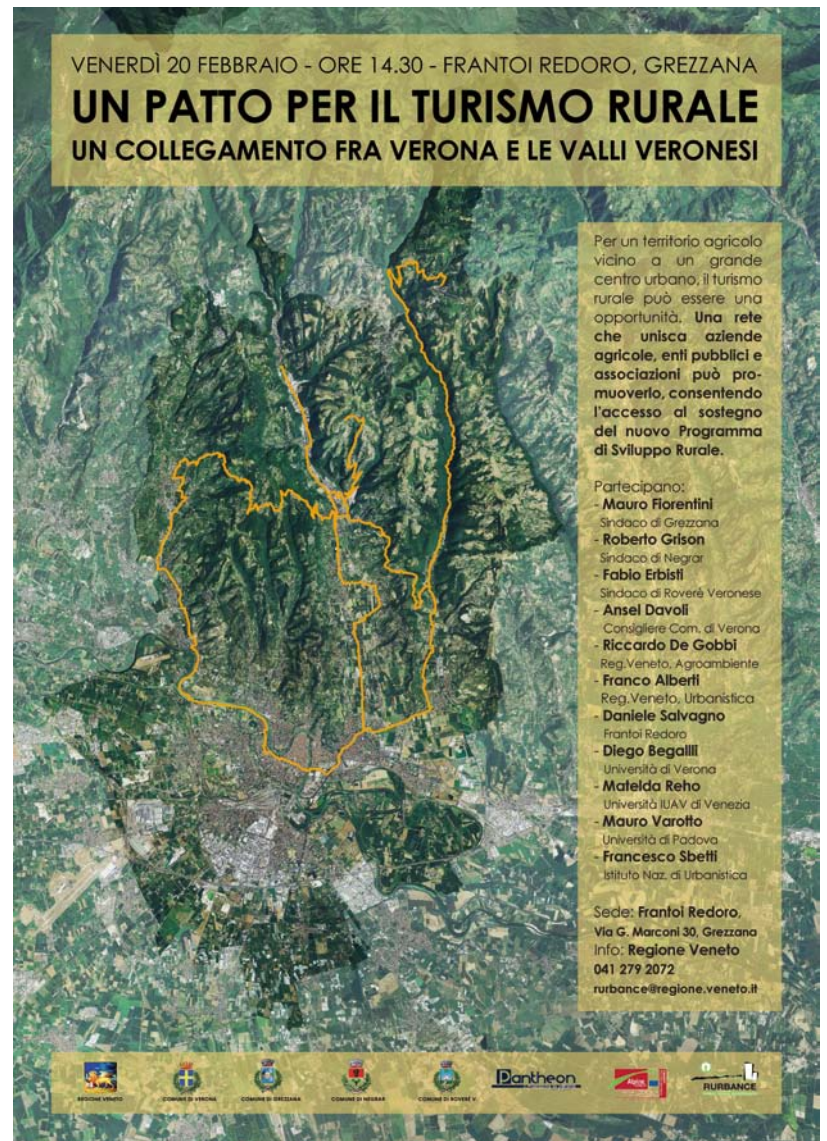 VENERDÌ 20 FEBBRAIO - ORE 14.30 - FRANTOI REDORO, GREZZANA
UN PATTO PER IL TURISMO RURALE
UN COLLEGAMENTO FRA VERONA E LE VALLI VERONESI
Per un territorio agricolo
vicino a un grande
centro urbano, il turismo
rurale può essere una
opportunità. Una rete
che unisca aziende
agricole, enti pubblici e
associazioni può pro-
muoverlo, consentendo
l'accesso al sostegno
del nuovo Programma
di Sviluppo Rurale.
Partecipano:
- Mauro Fiorentini
Sindaco di Grezzana
- Roberto Grison
Sindaco di Negrar
- Fabio Erbisti
Sindaco di Roverè Veronese
- Ansel Davoli
Consigliere Com. di Verona
- Riccardo De Gobbi
Reg.Veneto, Agroambiente
- Franco Alberti
Reg.Veneto, Urbanistica
- Daniele Salvagno
Frantoi Redoro
- Diego Begallli
Università di Verona
- Matelda Reho
Università IUAV di Venezia
- Mauro Varotto
Università di Padova
- Francesco Sbetti
Istituto Naz. di Urbanistica
Sede: Frantoi Redoro,
Via G. Marconi 30, Grezzana
Info: Regione Veneto
041 279 2072
rurbance@regione.veneto.it
REGIONE VENETO
COMUNE DI VERONA
COMUNE DI GREZZANA
COMUNE DI NEGRAR
COMUNE DI ROVERÈ V.
Pantheon
Alpine
RURBANCE